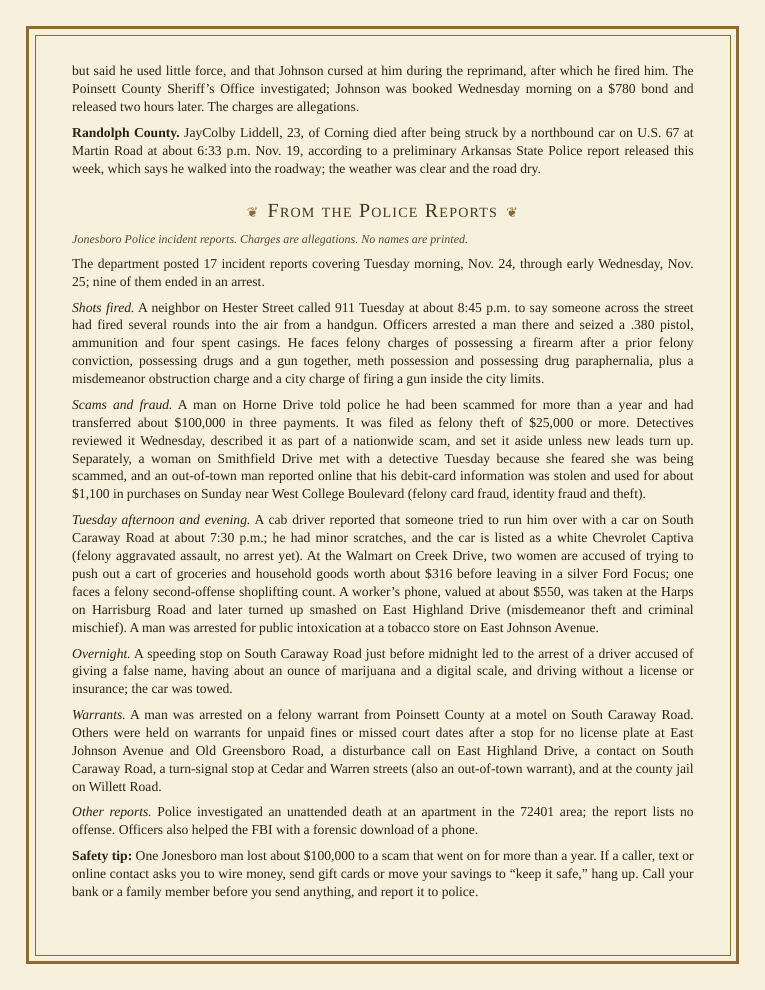 but said he used little force, and that Johnson cursed at him during the reprimand, after which he fired him. The
Poinsett County Sheriff’s Office investigated; Johnson was booked Wednesday morning on a $780 bond and
released two hours later. The charges are allegations.
Randolph County. JayColby Liddell, 23, of Corning died after being struck by a northbound car on U.S. 67 at
Martin Road at about 6:33 p.m. Nov. 19, according to a preliminary Arkansas State Police report released this
week, which says he walked into the roadway; the weather was clear and the road dry.
❦ From the Police Reports ❦
Jonesboro Police incident reports. Charges are allegations. No names are printed.
The department posted 17 incident reports covering Tuesday morning, Nov. 24, through early Wednesday, Nov.
25; nine of them ended in an arrest.
Shots fired. A neighbor on Hester Street called 911 Tuesday at about 8:45 p.m. to say someone across the street
had fired several rounds into the air from a handgun. Officers arrested a man there and seized a .380 pistol,
ammunition and four spent casings. He faces felony charges of possessing a firearm after a prior felony
conviction, possessing drugs and a gun together, meth possession and possessing drug paraphernalia, plus a
misdemeanor obstruction charge and a city charge of firing a gun inside the city limits.
Scams and fraud. A man on Horne Drive told police he had been scammed for more than a year and had
transferred about $100,000 in three payments. It was filed as felony theft of $25,000 or more. Detectives
reviewed it Wednesday, described it as part of a nationwide scam, and set it aside unless new leads turn up.
Separately, a woman on Smithfield Drive met with a detective Tuesday because she feared she was being
scammed, and an out-of-town man reported online that his debit-card information was stolen and used for about
$1,100 in purchases on Sunday near West College Boulevard (felony card fraud, identity fraud and theft).
Tuesday afternoon and evening. A cab driver reported that someone tried to run him over with a car on South
Caraway Road at about 7:30 p.m.; he had minor scratches, and the car is listed as a white Chevrolet Captiva
(felony aggravated assault, no arrest yet). At the Walmart on Creek Drive, two women are accused of trying to
push out a cart of groceries and household goods worth about $316 before leaving in a silver Ford Focus; one
faces a felony second-offense shoplifting count. A worker’s phone, valued at about $550, was taken at the Harps
on Harrisburg Road and later turned up smashed on East Highland Drive (misdemeanor theft and criminal
mischief). A man was arrested for public intoxication at a tobacco store on East Johnson Avenue.
Overnight. A speeding stop on South Caraway Road just before midnight led to the arrest of a driver accused of
giving a false name, having about an ounce of marijuana and a digital scale, and driving without a license or
insurance; the car was towed.
Warrants. A man was arrested on a felony warrant from Poinsett County at a motel on South Caraway Road.
Others were held on warrants for unpaid fines or missed court dates after a stop for no license plate at East
Johnson Avenue and Old Greensboro Road, a disturbance call on East Highland Drive, a contact on South
Caraway Road, a turn-signal stop at Cedar and Warren streets (also an out-of-town warrant), and at the county jail
on Willett Road.
Other reports. Police investigated an unattended death at an apartment in the 72401 area; the report lists no
offense. Officers also helped the FBI with a forensic download of a phone.
Safety tip: One Jonesboro man lost about $100,000 to a scam that went on for more than a year. If a caller, text or
online contact asks you to wire money, send gift cards or move your savings to “keep it safe,” hang up. Call your
bank or a family member before you send anything, and report it to police.